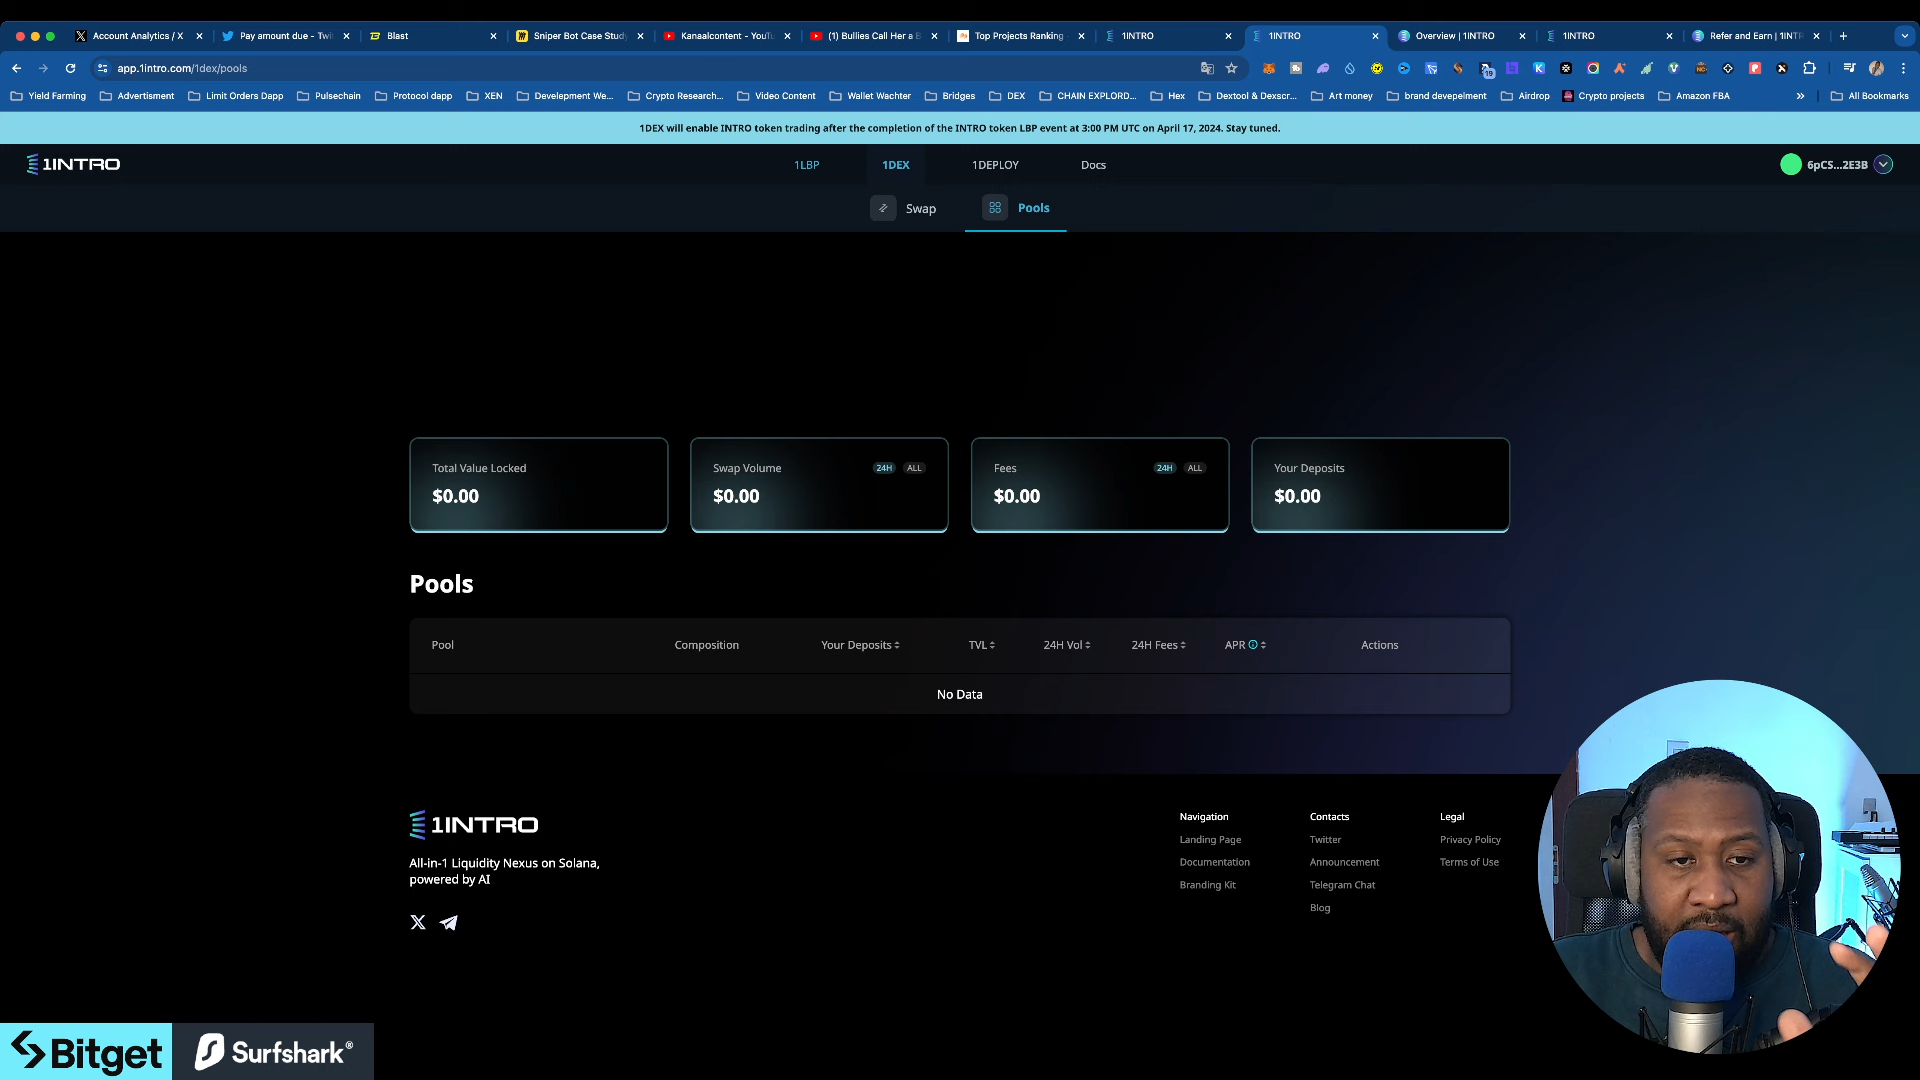 Account Analytics / X
Pay amount due - Twi
Blast
Sniper Bot Case Study
Kanaalcontent - YouTu
(1) Bullies Call Her a B
Top Projects Ranking
1INTRO
1INTRO
Overview | 1INTRO
1INTRO
Refer and Earn | 1INTR
app.1intro.com/1dex/pools
19
Yield Farming
Advertisment
Limit Orders Dapp
Pulsechain
Protocol dapp
XEN
Develepment We...
Crypto Research...
Video Content
Wallet Wachter
Bridges
DEX
CHAIN EXPLORD...
Hex
Dextool & Dexscr...
Art money
brand devepelment
Airdrop
Crypto projects
Amazon FBA
»
All Bookmarks
1DEX will enable INTRO token trading after the completion of the INTRO token LBP event at 3:00 PM UTC on April 17, 2024. Stay tuned.
1INTRO
1LBP
1DEX
1DEPLOY
Docs
6pCS...2E3B
Swap
Pools
Total Value Locked
$0.00
Swap Volume
24H
ALL
$0.00
Fees
24H
ALL
$0.00
Your Deposits
$0.00
Pools
Pool
Composition
Your Deposits
TVL
24H Vol
24H Fees
APR
Actions
No Data
1INTRO
All-in-1 Liquidity Nexus on Solana,
powered by AI
Navigation
Landing Page
Documentation
Branding Kit
Contacts
Twitter
Announcement
Telegram Chat
Blog
Legal
Privacy Policy
Terms of Use
Bitget
Surfshark®